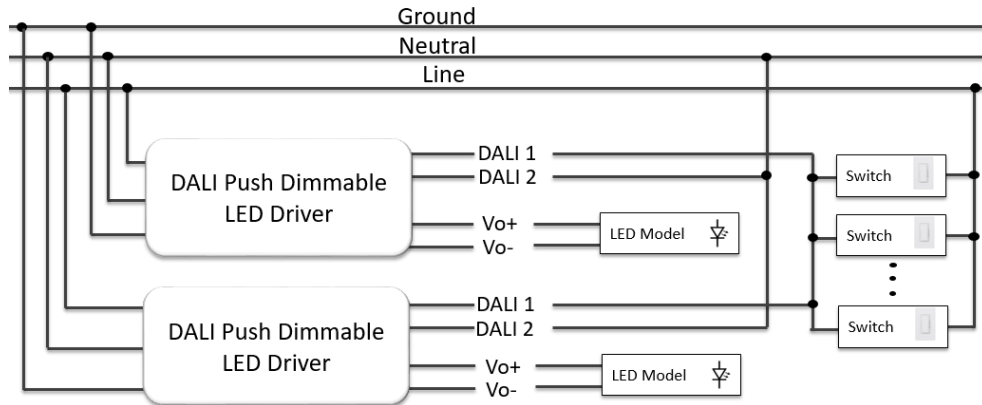 Ground
Neutral
Line
DALI Push Dimmable
LED Driver
DALI 1
DALI 2
Vo+
Vo-
LED Model
Switch
Switch
Switch
DALI Push Dimmable
LED Driver
DALI 1
DALI 2
Vo+
Vo-
LED Model